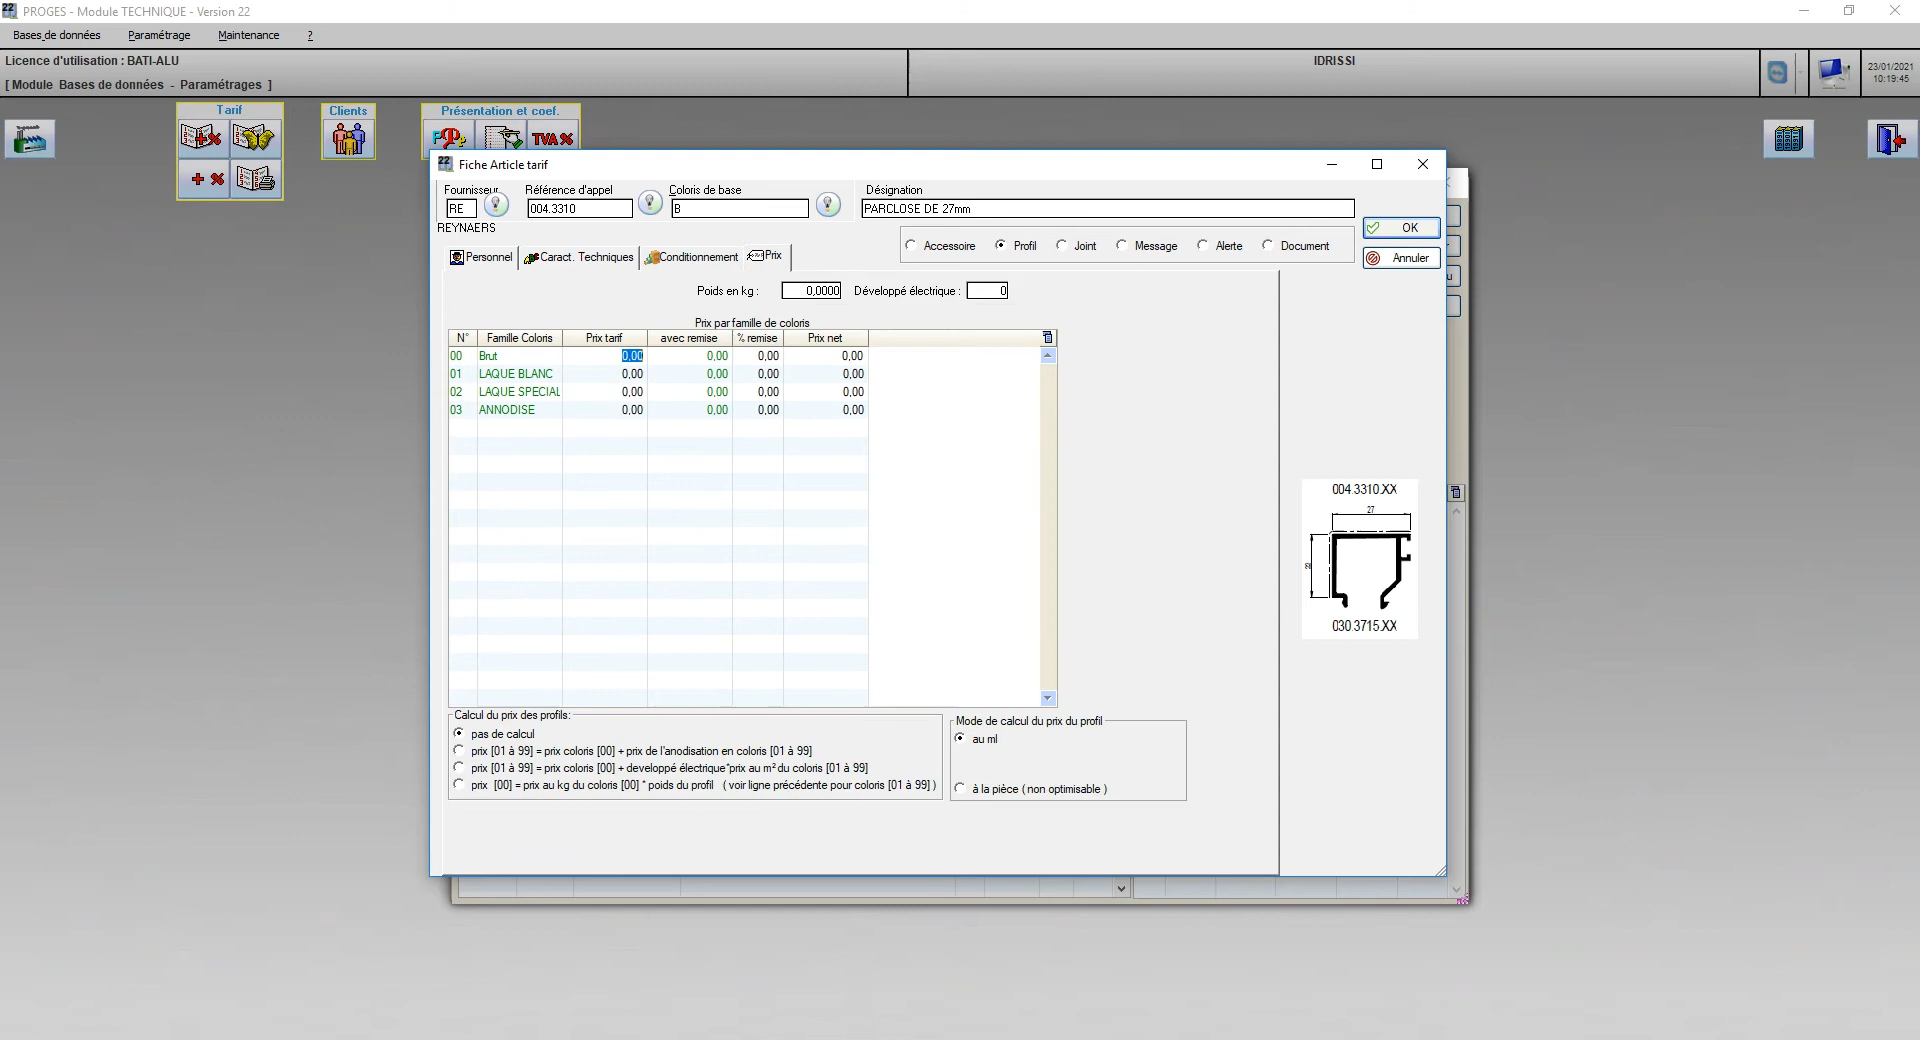 PROGES - Module TECHNIQUE - Version 22
Bases de données Paramétrage Maintenance ?
Licence d'utilisation : BATI-ALU
IDRISSI
[ Module Bases de données - Paramétrages ]
23/01/2021
10:19:45
Tarif
Clients
Présentation et coef.
TVA
Fiche Article tarif
Fournisseur
Référence d'appel
Coloris de base
Désignation
RE
004.3310
B
PARCLOSE DE 27mm
REYNAERS
Accessoire Profil Joint Message Alerte Document
OK
Annuler
Personnel Caract. Techniques Conditionnement Prix
Poids en kg : 0,0000 Développé électrique : 0
Prix par famille de coloris
N° Famille Coloris Prix tarif avec remise % remise Prix net
00 Brut 0,00 0,00 0,00 0,00
01 LAQUE BLANC 0,00 0,00 0,00 0,00
02 LAQUE SPECIAL 0,00 0,00 0,00 0,00
03 ANNODISE 0,00 0,00 0,00 0,00
004.3310.XX
27
030.3715.XX
Calcul du prix des profils:
pas de calcul
prix [01 à 99] = prix coloris [00] + prix de l'anodisation en coloris [01 à 99]
prix [01 à 99] = prix coloris [00] + developpé électrique*prix au m² du coloris [01 à 99]
prix [00] = prix au kg du coloris [00] * poids du profil ( voir ligne précédente pour coloris [01 à 99] )
Mode de calcul du prix du profil
au ml
à la pièce ( non optimisable )